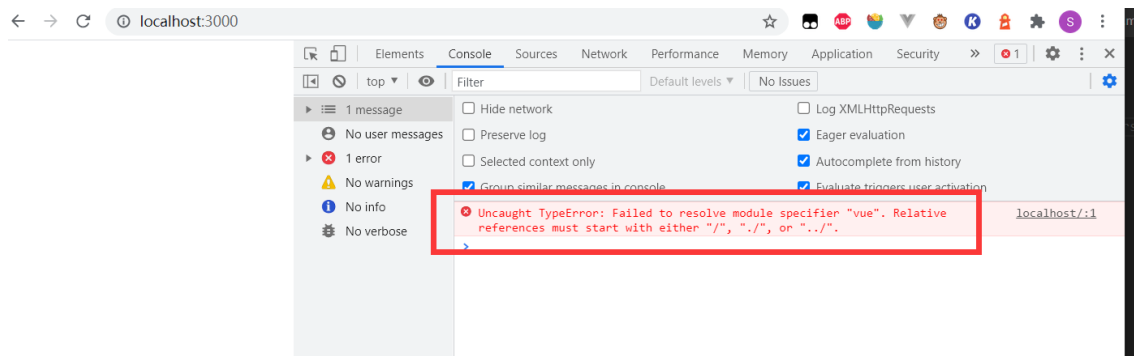 localhost:3000
ABP
S
Elements Console Sources Network Performance Memory Application Security » 1
top ▼ Filter Default levels ▼ No Issues
1 message
No user messages
1 error
No warnings
No info
No verbose
Hide network
Log XMLHttpRequests
Preserve log
Eager evaluation
Selected context only
Autocomplete from history
Group similar messages in console
Evaluate triggers user activation
Uncaught TypeError: Failed to resolve module specifier "vue". Relative localhost/:1
references must start with either "/", "./", or "../".
>